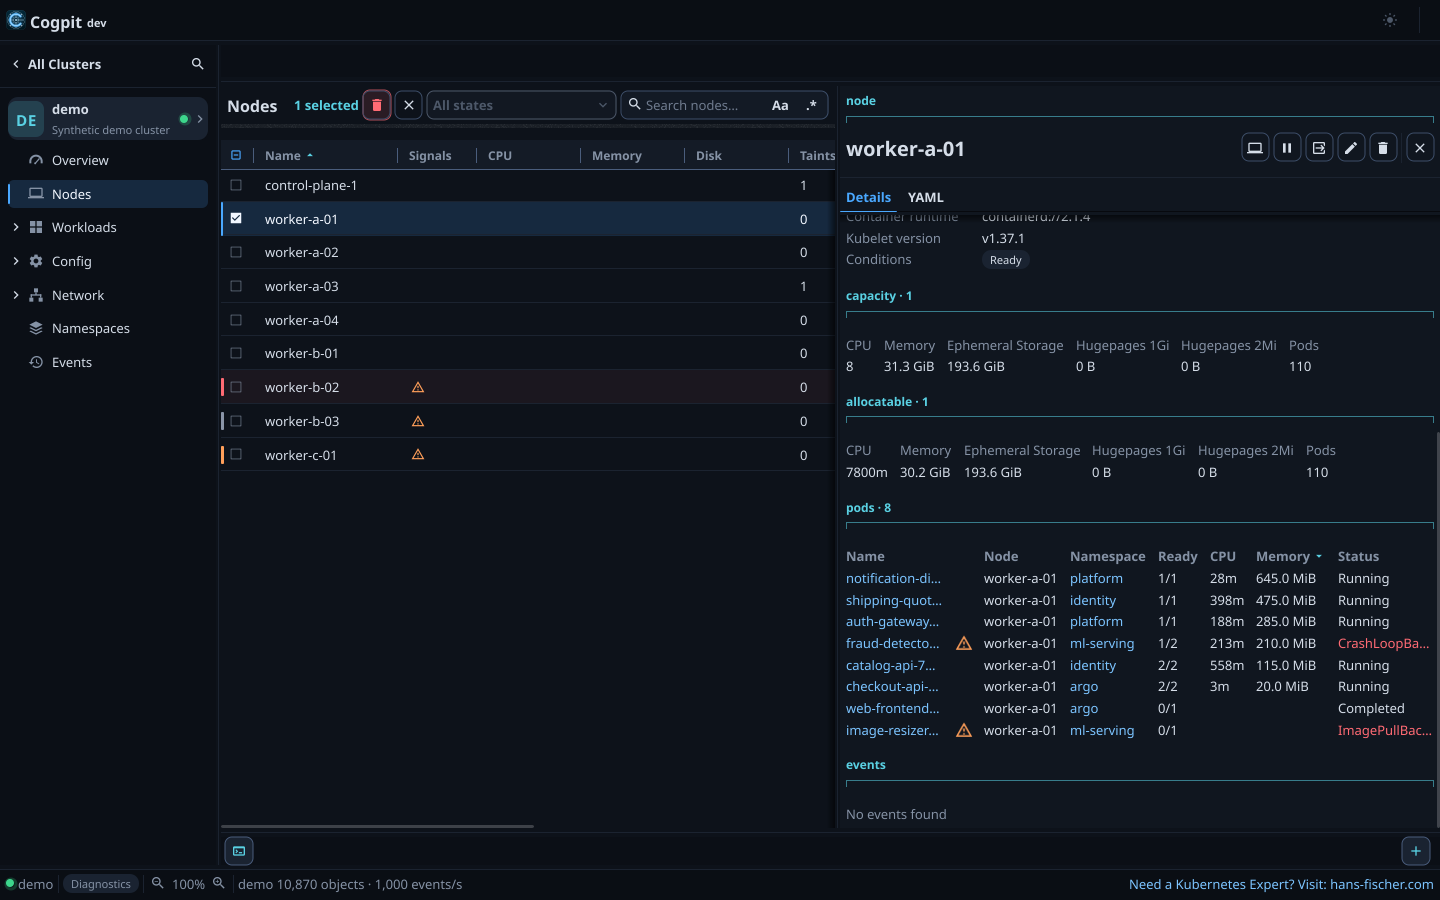 Cogpit dev
All Clusters
DE
demo
Synthetic demo cluster
Overview
Nodes
Workloads
Config
Network
Namespaces
Events
Nodes 1 selected All states Search nodes... Aa .*
Name Signals CPU Memory Disk Taints
control-plane-1 1
worker-a-01 0
worker-a-02 0
worker-a-03 1
worker-a-04 0
worker-b-01 0
worker-b-02 0
worker-b-03 0
worker-c-01 0
node
worker-a-01
Details YAML
Container runtime containerd://2.1.4
Kubelet version v1.37.1
Conditions Ready
capacity · 1
CPU Memory Ephemeral Storage Hugepages 1Gi Hugepages 2Mi Pods
8 31.3 GiB 193.6 GiB 0 B 0 B 110
allocatable · 1
CPU Memory Ephemeral Storage Hugepages 1Gi Hugepages 2Mi Pods
7800m 30.2 GiB 193.6 GiB 0 B 0 B 110
pods · 8
Name Node Namespace Ready CPU Memory Status
notification-di... worker-a-01 platform 1/1 28m 645.0 MiB Running
shipping-quot... worker-a-01 identity 1/1 398m 475.0 MiB Running
auth-gateway... worker-a-01 platform 1/1 188m 285.0 MiB Running
fraud-detecto... worker-a-01 ml-serving 1/2 213m 210.0 MiB CrashLoopBa...
catalog-api-7... worker-a-01 identity 2/2 558m 115.0 MiB Running
checkout-api-... worker-a-01 argo 2/2 3m 20.0 MiB Running
web-frontend... worker-a-01 argo 0/1 Completed
image-resizer... worker-a-01 ml-serving 0/1 ImagePullBac...
events
No events found
demo Diagnostics 100% demo 10,870 objects · 1,000 events/s
Need a Kubernetes Expert? Visit: hans-fischer.com